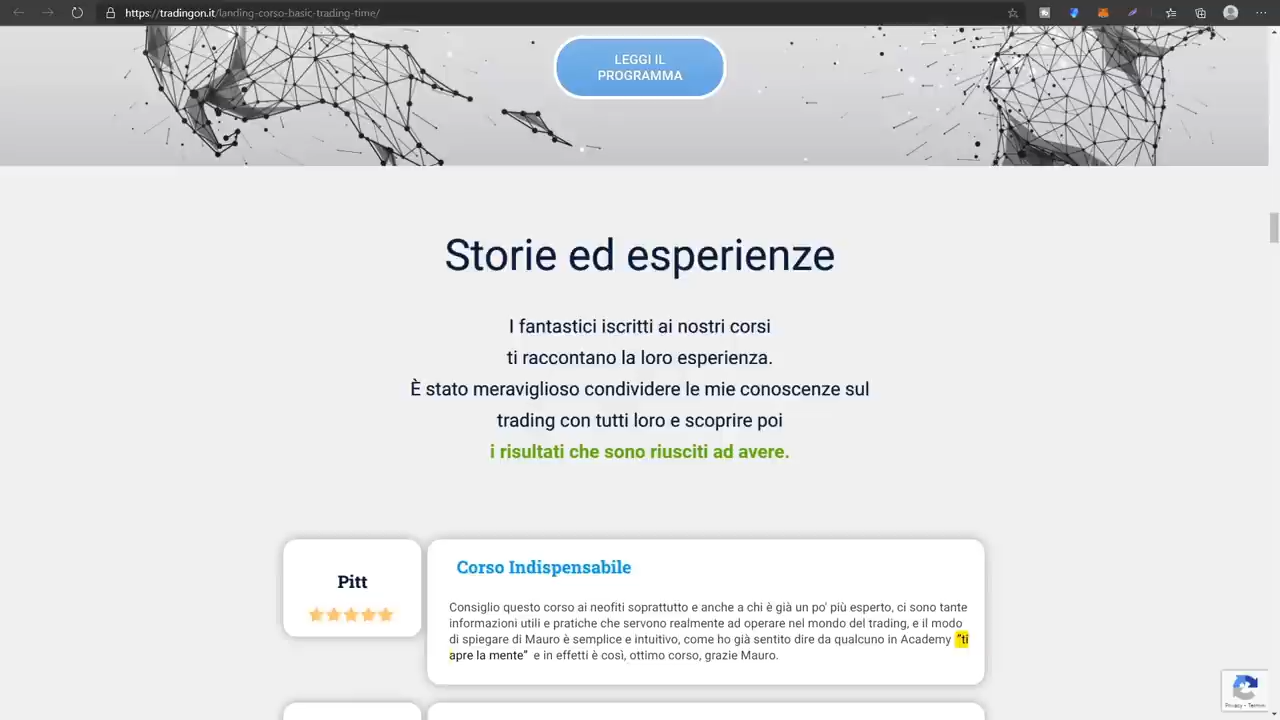 https://tradingon.it/landing-corso-basic-trading-time/
LEGGI IL
PROGRAMMA
Storie ed esperienze
I fantastici iscritti ai nostri corsi
ti raccontano la loro esperienza.
È stato meraviglioso condividere le mie conoscenze sul
trading con tutti loro e scoprire poi
i risultati che sono riusciti ad avere.
Pitt
Corso Indispensabile
Consiglio questo corso ai neofiti soprattutto e anche a chi è già un po' più esperto, ci sono tante
informazioni utili e pratiche che servono realmente ad operare nel mondo del trading, e il modo
di spiegare di Mauro è semplice e intuitivo, come ho già sentito dire da qualcuno in Academy "ti
apre la mente" e in effetti è così, ottimo corso, grazie Mauro.
Privacy - Termini